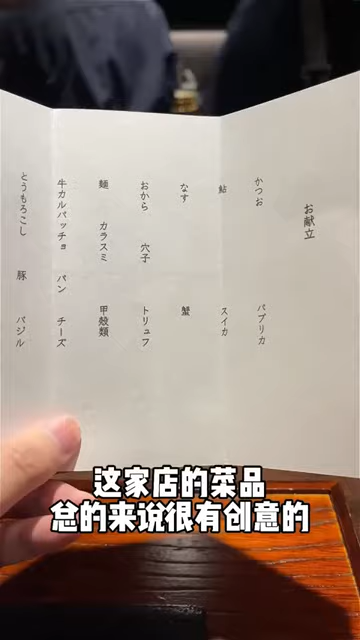 お献立
かつお パプリカ
鮎 スイカ
なす 蟹
おから 穴子 トリュフ
麺 カラスミ 甲殻類
牛カルパッチョ パン チーズ
とうもろこし 豚 バジル
这家店的菜品
总的来说很有创意的